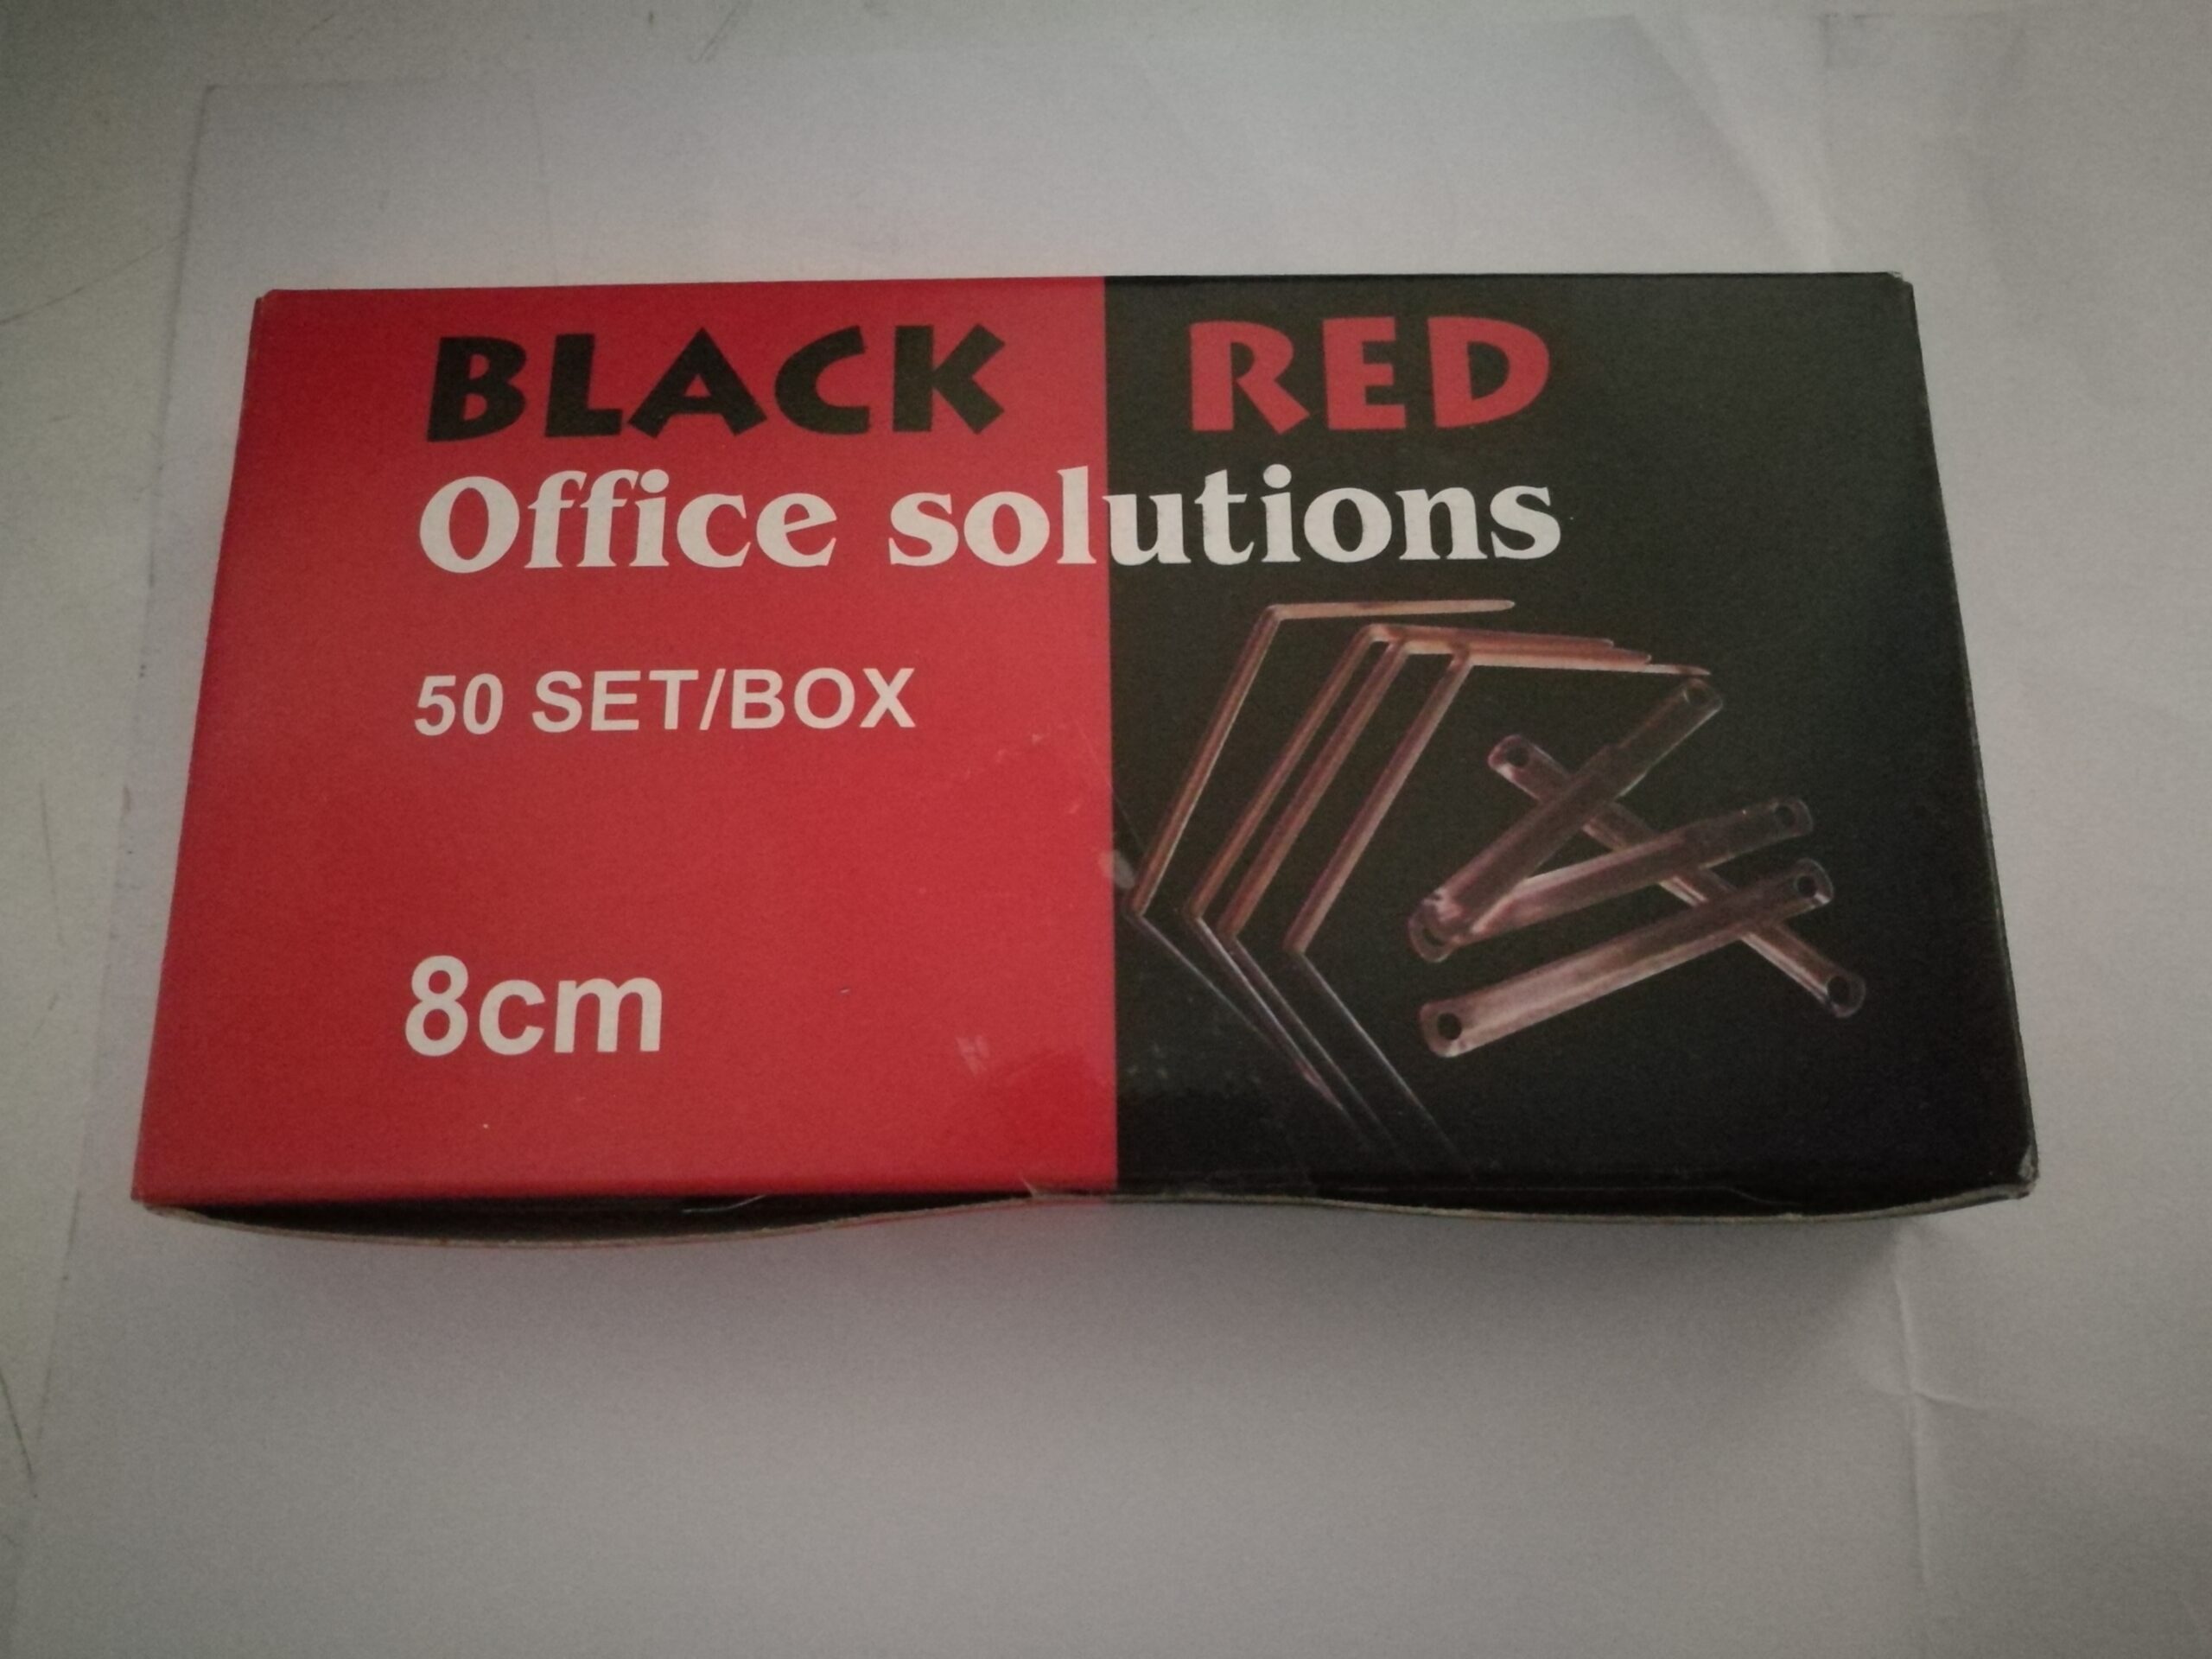 BLACK RED
Office solutions
50 SET/BOX
8cm